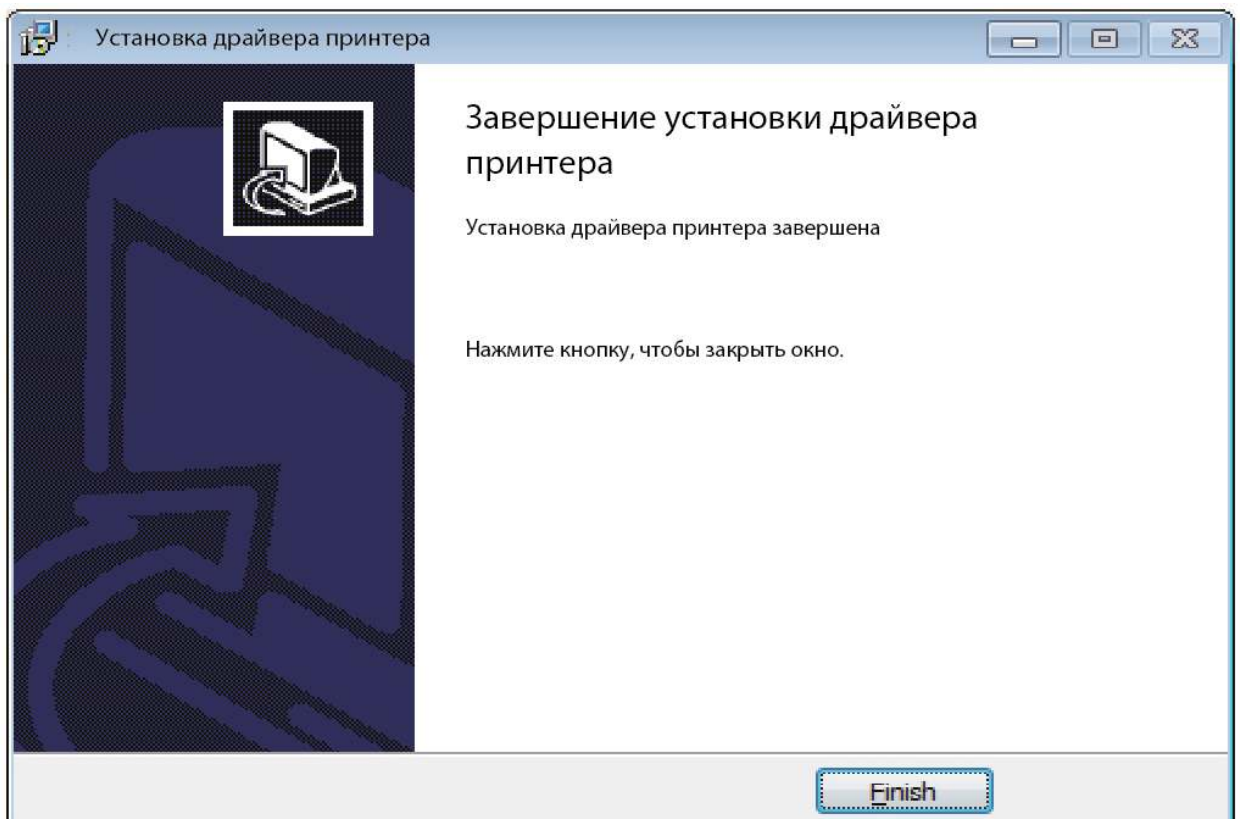 Установка драйвера принтера
Завершение установки драйвера
принтера
Установка драйвера принтера завершена
Нажмите кнопку, чтобы закрыть окно.
Finish